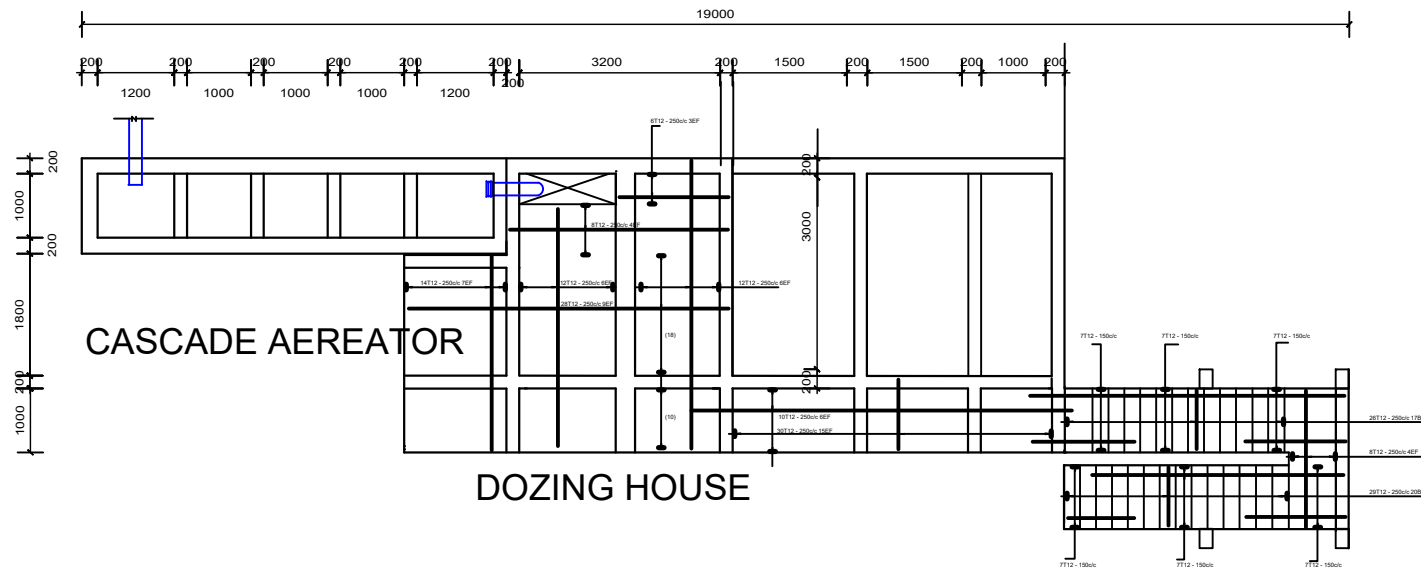 19000
200 200 200 200 200 200 3200 200 1500 200 1500 200 1000 200
1200 1000 1000 1000 1200 200
N
6T12 - 250c/c 3EF
200
1000
200
1800
200
1000
200
3000
200
8T12 - 250c/c 4EF
14T12 - 250c/c 7EF
12T12 - 250c/c 6EF
12T12 - 250c/c 6EF
28T12 - 250c/c 9EF
(18)
CASCADE AEREATOR
7T12 - 150c/c
7T12 - 150c/c
7T12 - 150c/c
(10)
10T12 - 250c/c 6EF
30T12 - 250c/c 15EF
26T12 - 250c/c 17B
8T12 - 250c/c 4EF
DOZING HOUSE
29T12 - 250c/c 20B
7T12 - 150c/c
7T12 - 150c/c
7T12 - 150c/c